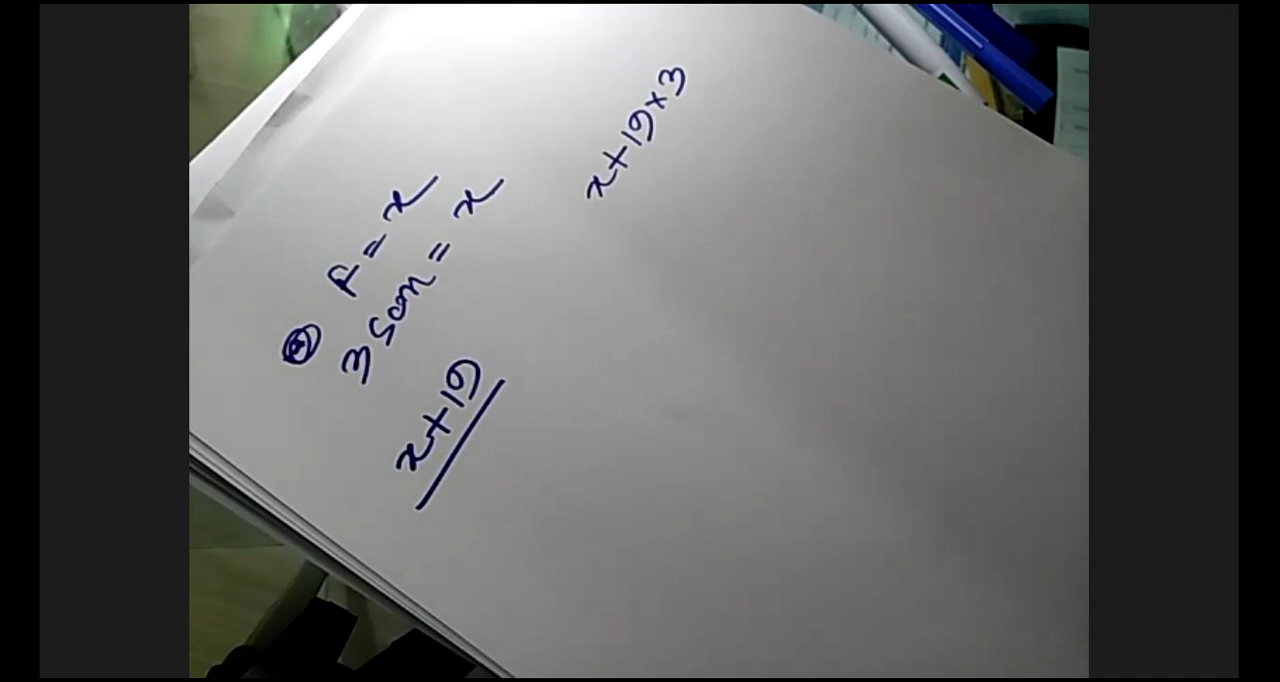 F = x
3 son = x
x+19
x+19×3